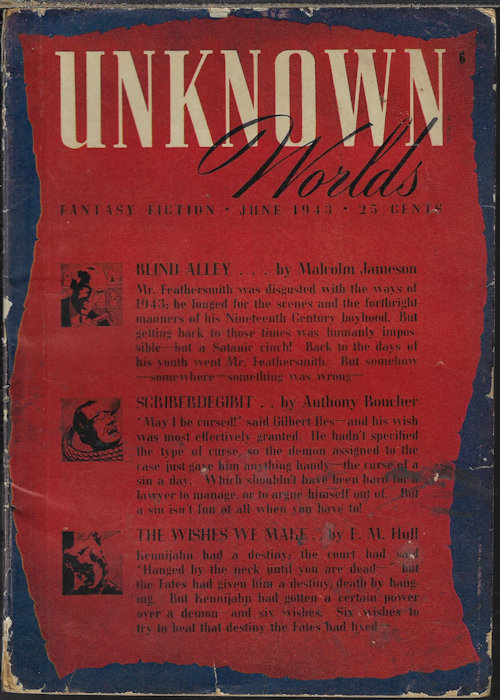 UNKNOWN
6
Worlds
FANTASY FICTION • JUNE 1943 • 25 CENTS
BLIND ALLEY . . . by Malcolm Jameson
Mr. Feathersmith was disgusted with the ways of
1943; he longed for the scenes and the forthright
manners of his Nineteenth Century boyhood. But
getting back to those times was humanly impos-
sible—but a Satanic cinch! Back to the days of
his youth went Mr. Feathersmith. But somehow
—somewhere—something was wrong—
SCRIBERDEGIBIT . . by Anthony Boucher
"May I be cursed!" said Gilbert Iles—and his wish
was most effectively granted. He hadn't specified
the type of curse, so the demon assigned to the
case just gave him anything handy—the curse of a
sin a day. Which shouldn't have been hard for a
lawyer to manage, or to argue himself out of. But
a sin isn't fun at all when you have to!
THE WISHES WE MAKE . . by E. M. Hull
Kennijahn had a destiny; the court had said
"Hanged by the neck until you are dead—" but
the Fates had given him a destiny; death by hang-
ing. But Kennijahn had gotten a certain power
over a demon—and six wishes. Six wishes to
try to beat that destiny the Fates had fixed—